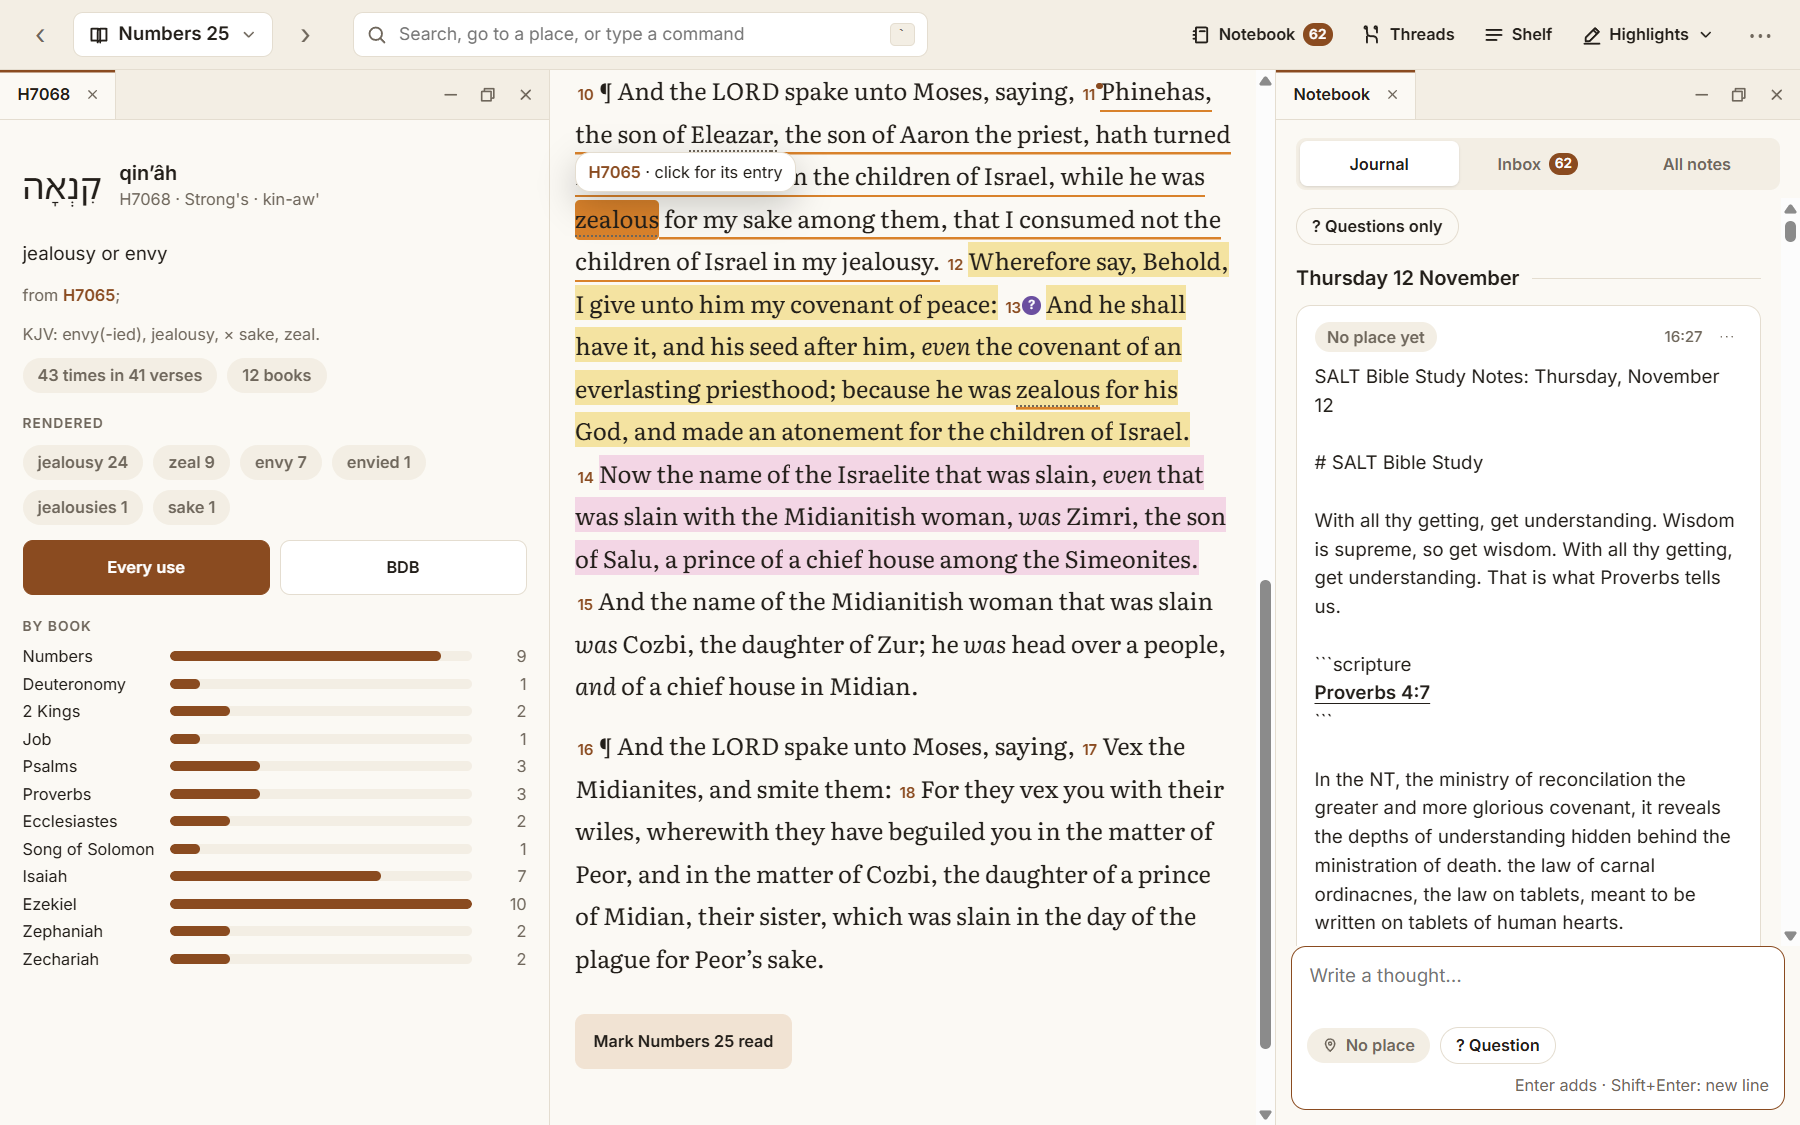 Numbers 25
Search, go to a place, or type a command
`
Notebook 62
Threads
Shelf
Highlights
H7068
קִנְאָה
qin'âh
H7068 · Strong's · kin-aw'
jealousy or envy
from H7065;
KJV: envy(-ied), jealousy, × sake, zeal.
43 times in 41 verses
12 books
RENDERED
jealousy 24
zeal 9
envy 7
envied 1
jealousies 1
sake 1
Every use
BDB
BY BOOK
Numbers 9
Deuteronomy 1
2 Kings 2
Job 1
Psalms 3
Proverbs 3
Ecclesiastes 2
Song of Solomon 1
Isaiah 7
Ezekiel 10
Zephaniah 2
Zechariah 2
10 ¶ And the LORD spake unto Moses, saying, 11 Phinehas,
the son of Eleazar, the son of Aaron the priest, hath turned
H7065 · click for its entry
the children of Israel, while he was
zealous for my sake among them, that I consumed not the
children of Israel in my jealousy. 12 Wherefore say, Behold,
I give unto him my covenant of peace: 13 ? And he shall
have it, and his seed after him, even the covenant of an
everlasting priesthood; because he was zealous for his
God, and made an atonement for the children of Israel.
14 Now the name of the Israelite that was slain, even that
was slain with the Midianitish woman, was Zimri, the son
of Salu, a prince of a chief house among the Simeonites.
15 And the name of the Midianitish woman that was slain
was Cozbi, the daughter of Zur; he was head over a people,
and of a chief house in Midian.
16 ¶ And the LORD spake unto Moses, saying, 17 Vex the
Midianites, and smite them: 18 For they vex you with their
wiles, wherewith they have beguiled you in the matter of
Peor, and in the matter of Cozbi, the daughter of a prince
of Midian, their sister, which was slain in the day of the
plague for Peor’s sake.
Mark Numbers 25 read
Notebook
Journal
Inbox 62
All notes
? Questions only
Thursday 12 November
No place yet
16:27
SALT Bible Study Notes: Thursday, November
12
# SALT Bible Study
With all thy getting, get understanding. Wisdom
is supreme, so get wisdom. With all thy getting,
get understanding. That is what Proverbs tells
us.
```scripture
Proverbs 4:7
```
In the NT, the ministry of reconcilation the
greater and more glorious covenant, it reveals
the depths of understanding hidden behind the
ministration of death. the law of carnal
ordinacnes, the law on tablets, meant to be
written on tablets of human hearts.
Write a thought...
No place
? Question
Enter adds · Shift+Enter: new line